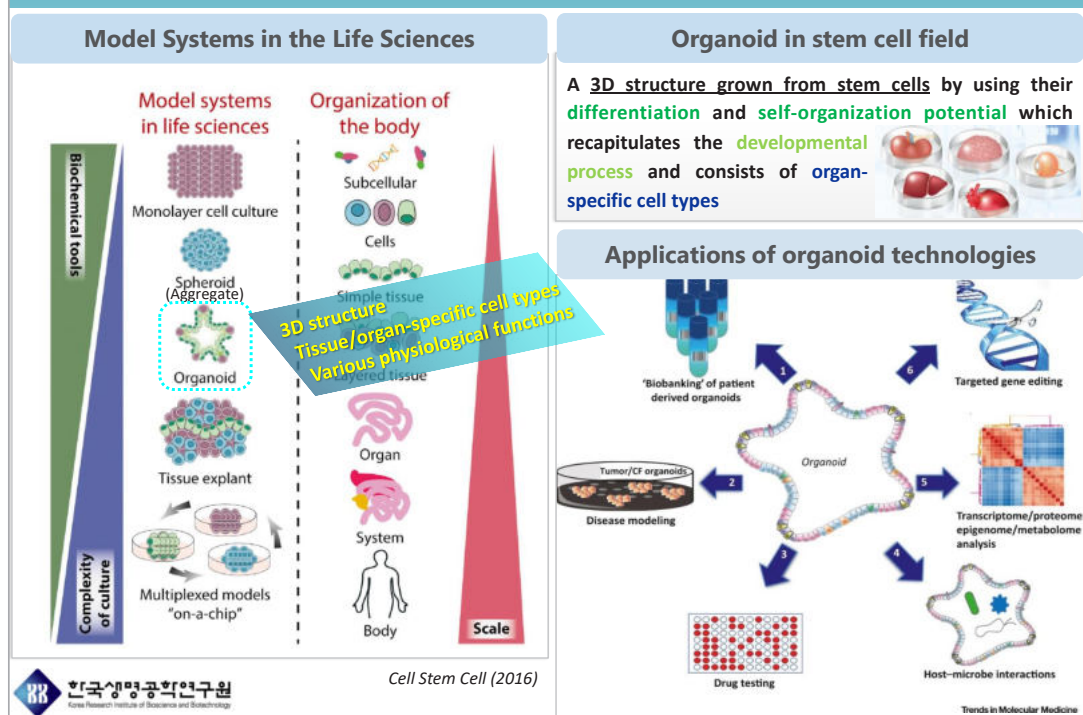 Model Systems in the Life Sciences
Model systems
in life sciences
Organization of
the body
Biochemical tools
Complexity
of culture
Monolayer cell culture
Spheroid
(Aggregate)
Organoid
Tissue explant
Multiplexed models
"on-a-chip"
Subcellular
Cells
Simple tissue
Layered tissue
Organ
System
Body
Scale
3D structure
Tissue/organ-specific cell types
Various physiological functions
한국생명공학연구원
Korea Research Institute of Bioscience and Biotechnology
Cell Stem Cell (2016)
Organoid in stem cell field
A 3D structure grown from stem cells by using their
differentiation and self-organization potential which
recapitulates the developmental
process and consists of organ-
specific cell types
Applications of organoid technologies
1
'Biobanking' of patient
derived organoids
6
Targeted gene editing
Organoid
Tumor/CF organoids
2
Disease modeling
5
Transcriptome/proteome
epigenome/metabolome
analysis
3
Drug testing
4
Host–microbe interactions
Trends in Molecular Medicine